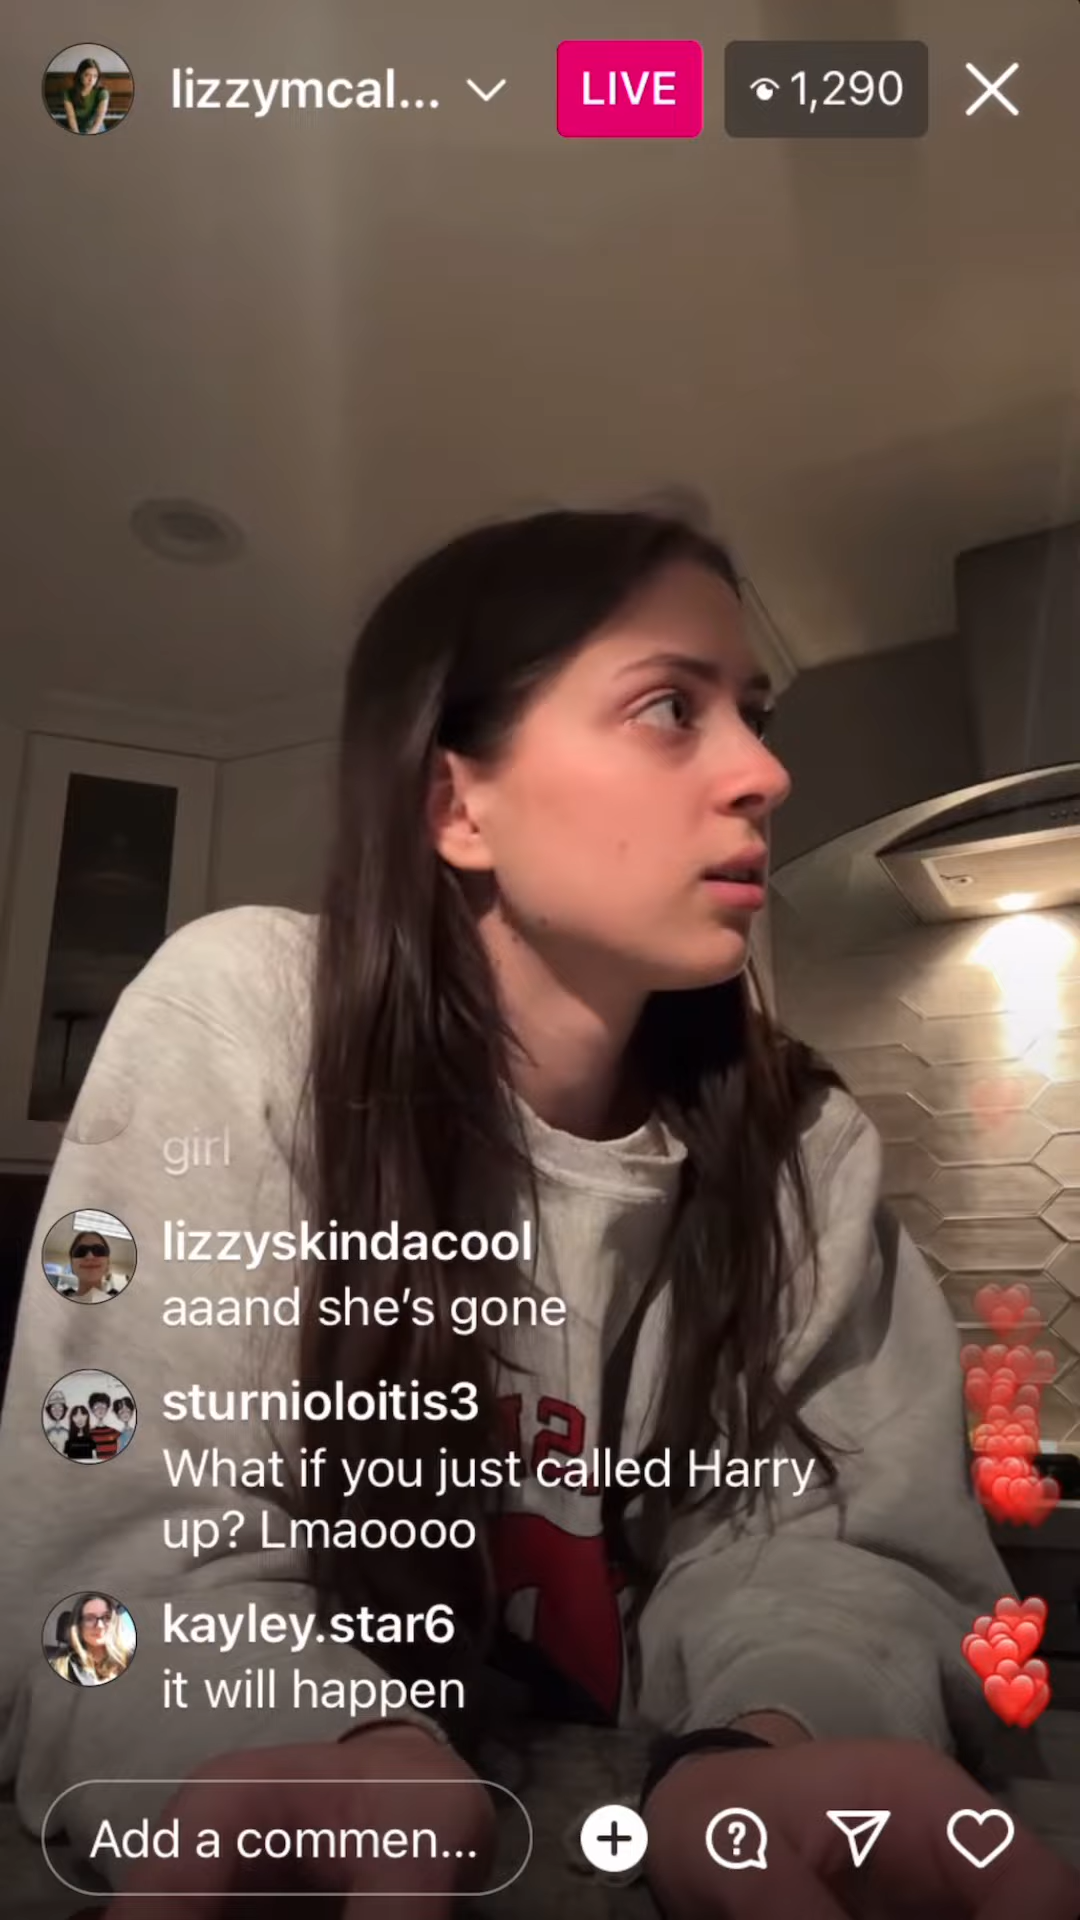 lizzymcal...
LIVE
1,290
girl
lizzyskindacool
aaand she’s gone
sturnioloitis3
What if you just called Harry
up? Lmaoooo
kayley.star6
it will happen
Add a commen...